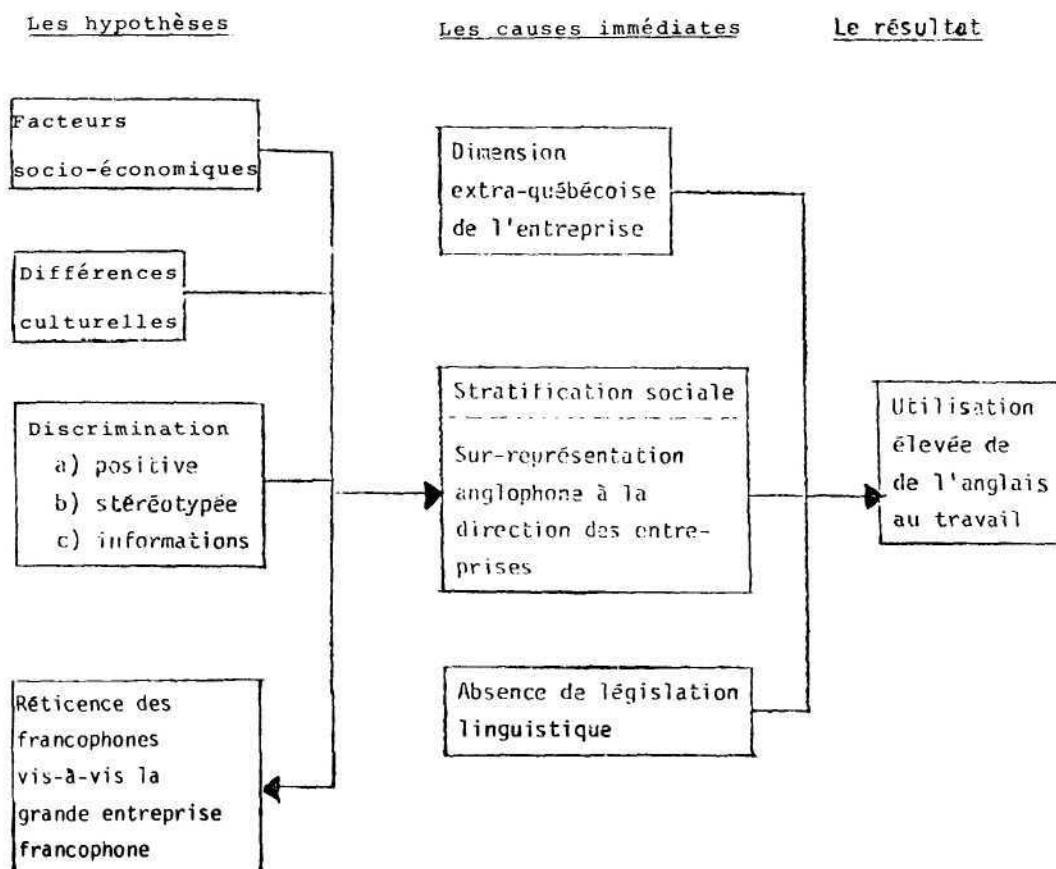 Les hypothèses
Les causes immédiates
Le résultat
Facteurs
socio-économiques
Différences
culturelles
Discrimination
a) positive
b) stéréotypée
c) informations
Réticence des
francophones
vis-à-vis la
grande entreprise
francophone
Dimension
extra-québécoise
de l'entreprise
Stratification sociale
Sur-représentation
anglophone à la
direction des entre-
prises
Absence de législation
linguistique
Utilisation
élevée de
de l'anglais
au travail